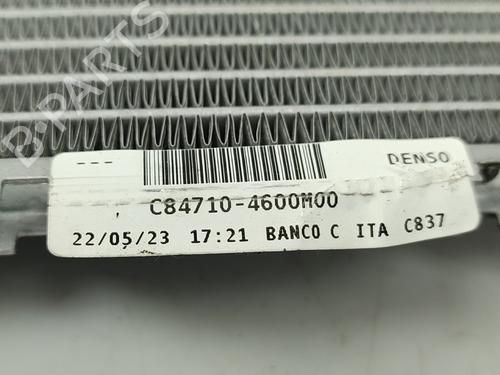 B-PARTS
--- DENSO
C84710-4600M00
22/05/23 17:21 BANCO C ITA C837